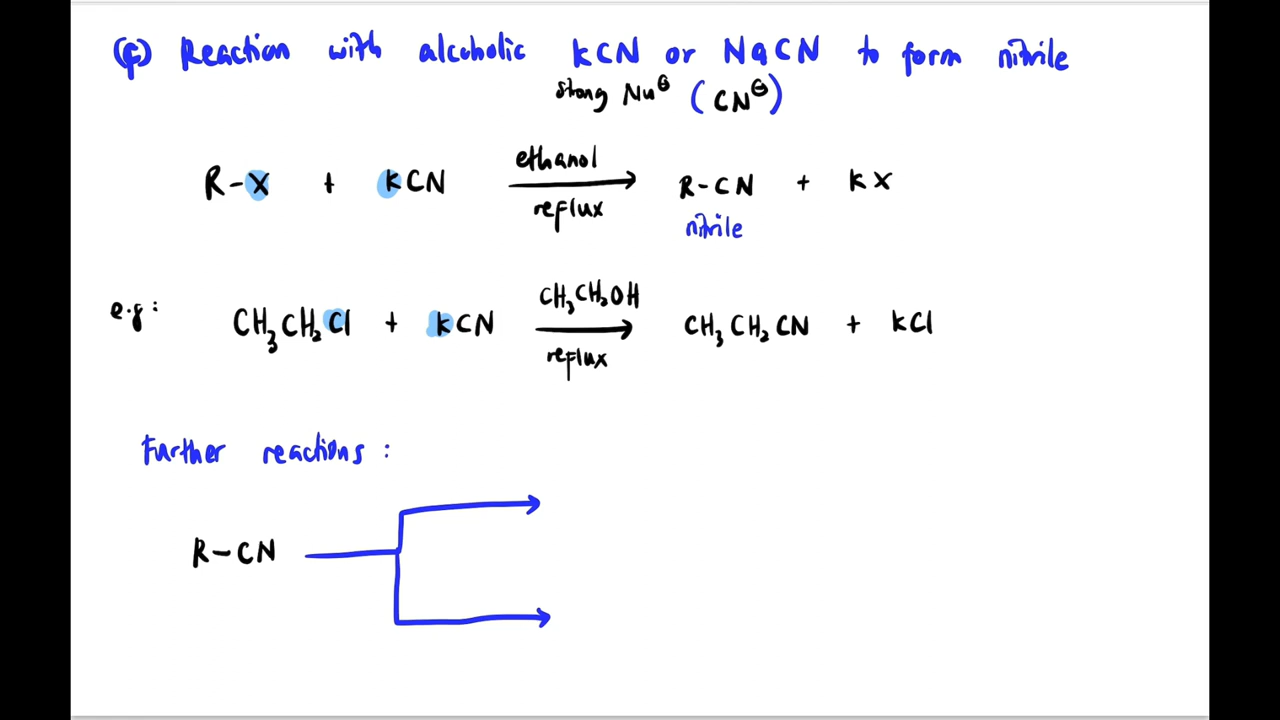 (f) Reaction with alcoholic KCN or NaCN to form nitrile
strong Nu⊖ (CN⊖)
R-X + KCN ethanol reflux R-CN + KX
nitrile
e.g: CH₃CH₂Cl + KCN CH₃CH₂OH reflux CH₃CH₂CN + KCl
Further reactions:
R-CN